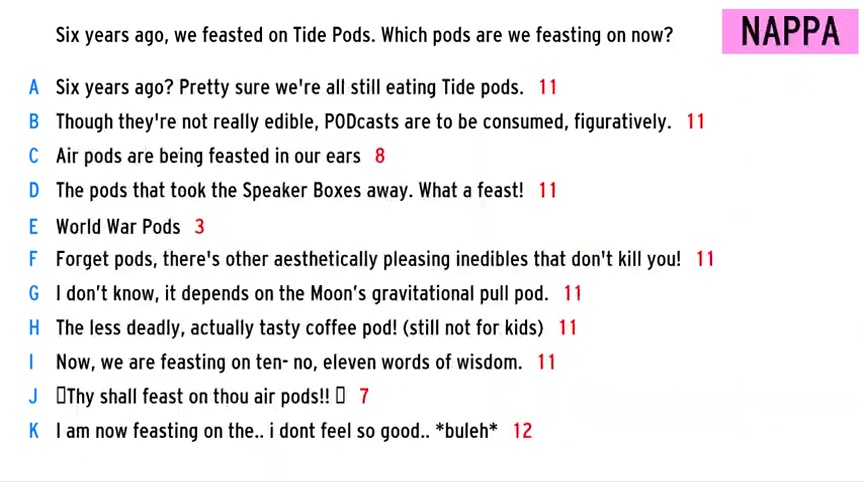 Six years ago, we feasted on Tide Pods. Which pods are we feasting on now?
NAPPA
A Six years ago? Pretty sure we're all still eating Tide pods. 11
B Though they're not really edible, PODcasts are to be consumed, figuratively. 11
C Air pods are being feasted in our ears 8
D The pods that took the Speaker Boxes away. What a feast! 11
E World War Pods 3
F Forget pods, there's other aesthetically pleasing inedibles that don't kill you! 11
G I don’t know, it depends on the Moon’s gravitational pull pod. 11
H The less deadly, actually tasty coffee pod! (still not for kids) 11
I Now, we are feasting on ten- no, eleven words of wisdom. 11
J ▯Thy shall feast on thou air pods!! ▯ 7
K I am now feasting on the.. i dont feel so good.. *buleh* 12